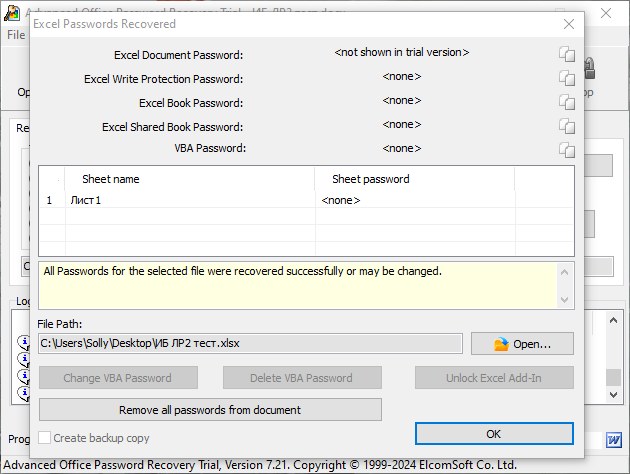 Excel Passwords Recovered
File
Excel Document Password: <not shown in trial version>
Excel Write Protection Password: <none>
Excel Book Password: <none>
Excel Shared Book Password: <none>
VBA Password: <none>
Sheet name Sheet password
1 Лист1 <none>
All Passwords for the selected file were recovered successfully or may be changed.
File Path:
C:\Users\Solly\Desktop\ИБ ЛР2 тест.xlsx Open...
Change VBA Password Delete VBA Password Unlock Excel Add-In
Remove all passwords from document
Create backup copy OK
Advanced Office Password Recovery Trial, Version 7.21. Copyright © 1999-2024 ElcomSoft Co. Ltd.